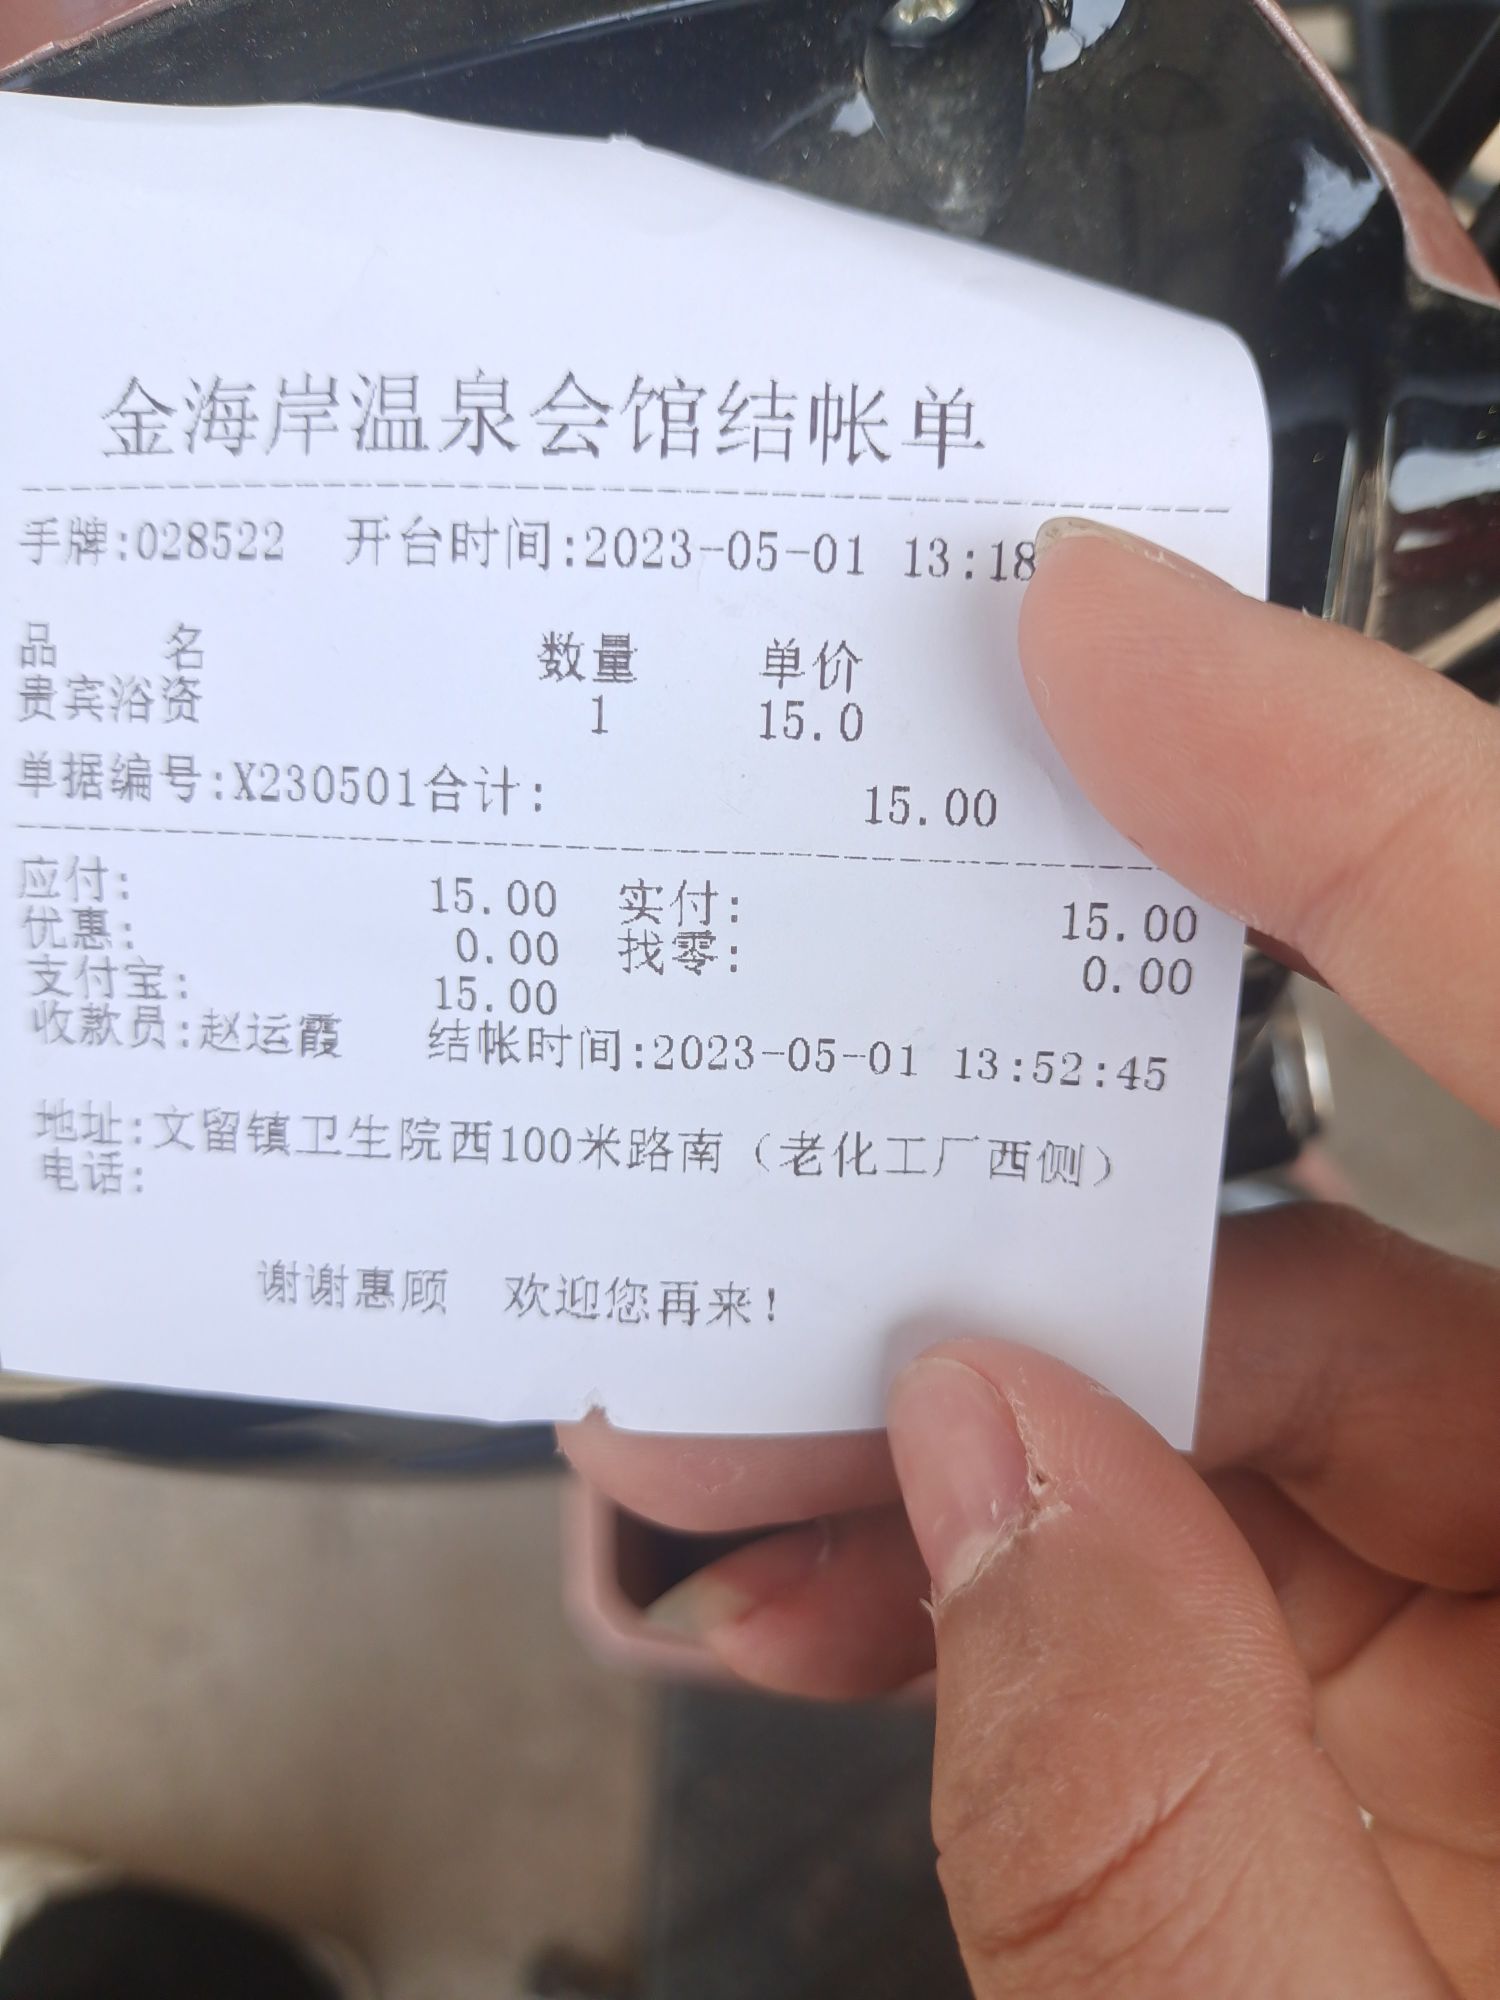 金海岸温泉会馆结帐单
手牌:028522 开台时间:2023-05-01 13:18
品 名 数量 单价
贵宾浴资 1 15.0
单据编号:X230501合计: 15.00
应付: 15.00 实付: 15.00
优惠: 0.00 找零: 0.00
支付宝: 15.00
收款员:赵运霞 结帐时间:2023-05-01 13:52:45
地址:文留镇卫生院西100米路南（老化工厂西侧）
电话:
谢谢惠顾 欢迎您再来!